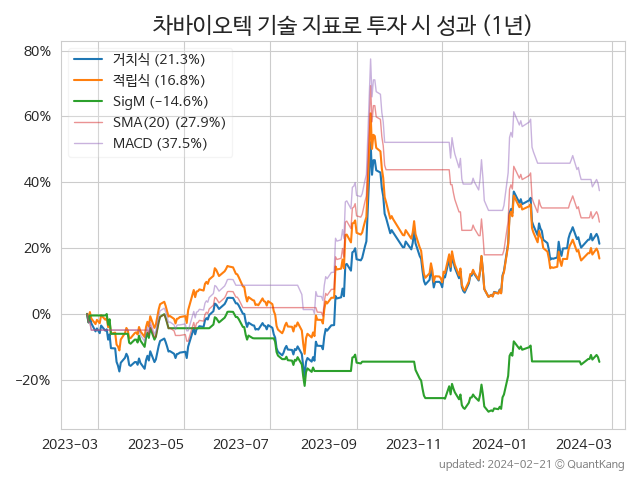 차바이오텍 기술 지표로 투자 시 성과 (1년)
80%
60%
40%
20%
0%
−20%
거치식 (21.3%)
적립식 (16.8%)
SigM (−14.6%)
SMA(20) (27.9%)
MACD (37.5%)
2023-03 2023-05 2023-07 2023-09 2023-11 2024-01 2024-03
updated: 2024-02-21 © QuantKang